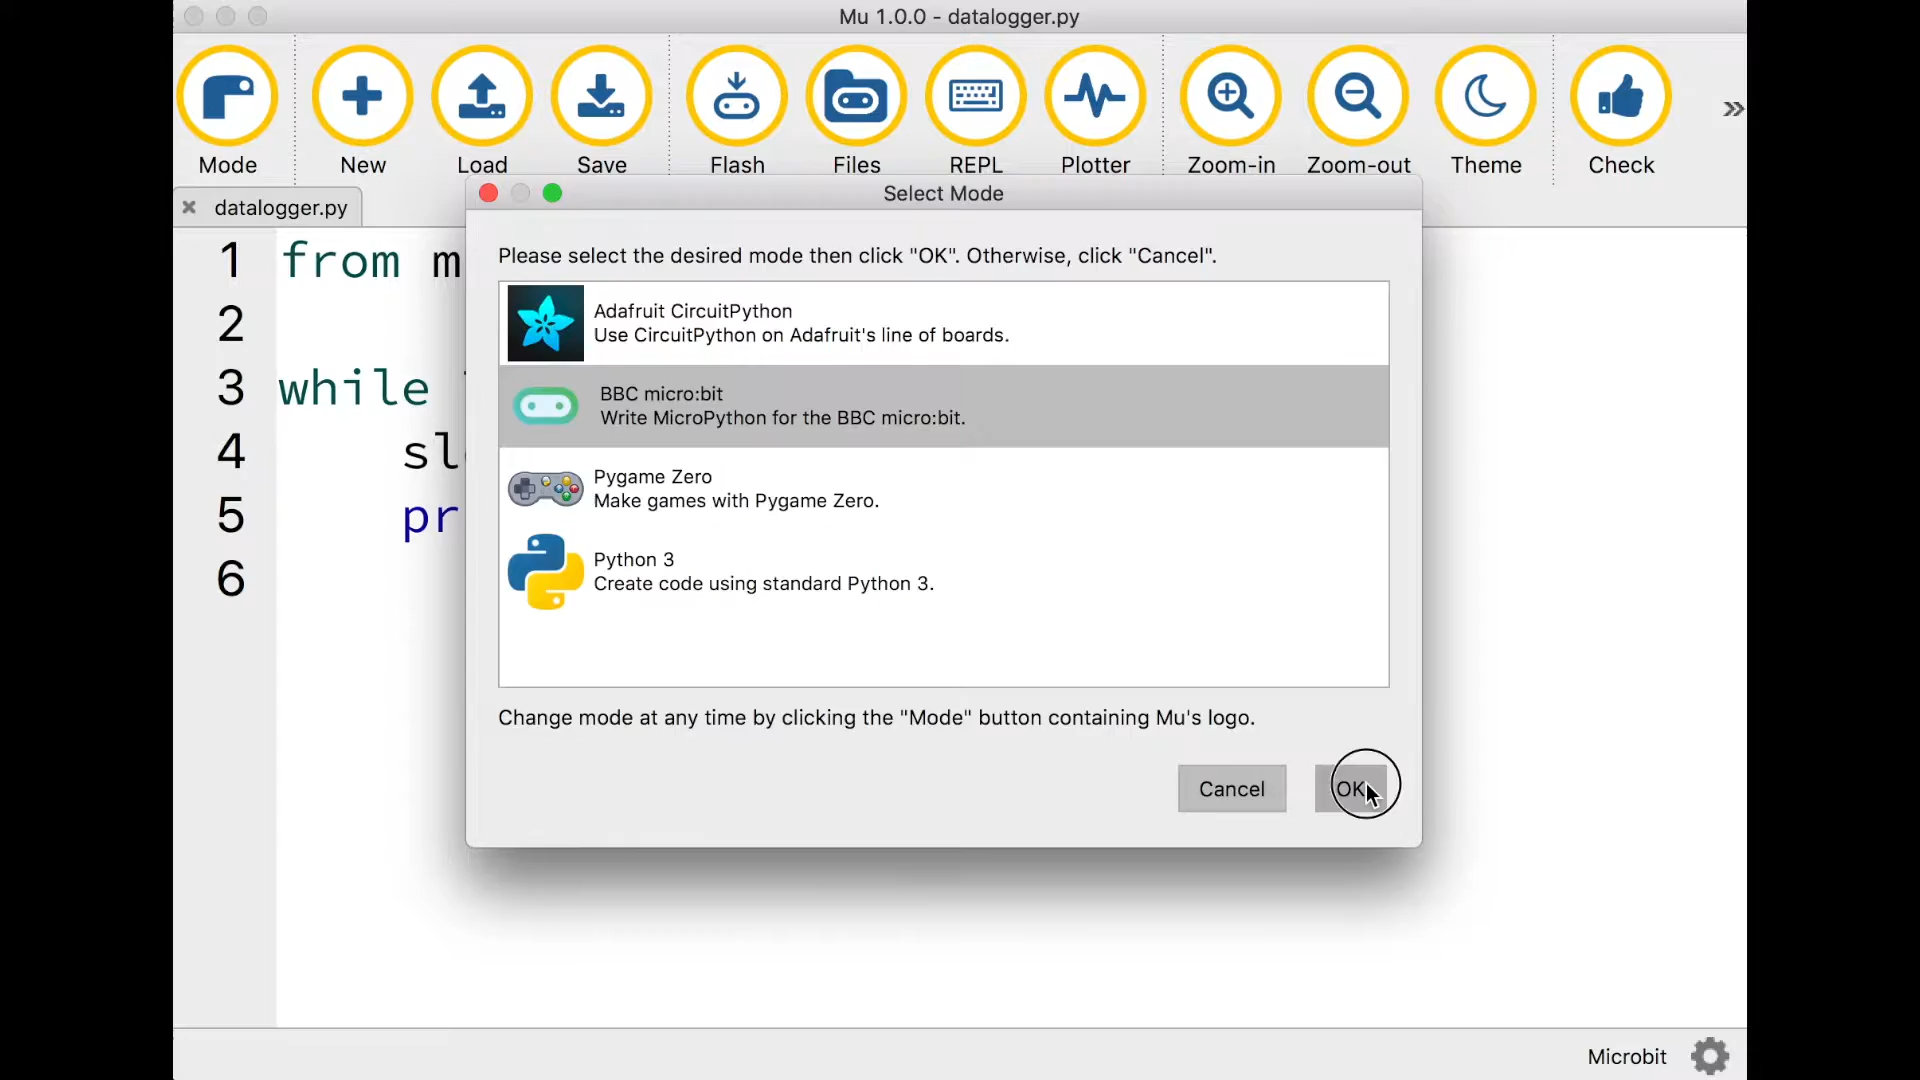 Mu 1.0.0 - datalogger.py
Mode New Load Save Flash Files REPL Plotter Zoom-in Zoom-out Theme Check
datalogger.py
Select Mode
Please select the desired mode then click "OK". Otherwise, click "Cancel".
Adafruit CircuitPython
Use CircuitPython on Adafruit's line of boards.
BBC micro:bit
Write MicroPython for the BBC micro:bit.
Pygame Zero
Make games with Pygame Zero.
Python 3
Create code using standard Python 3.
Change mode at any time by clicking the "Mode" button containing Mu's logo.
Cancel OK
1 from m
2
3 while
4 sl
5 pr
6
Microbit